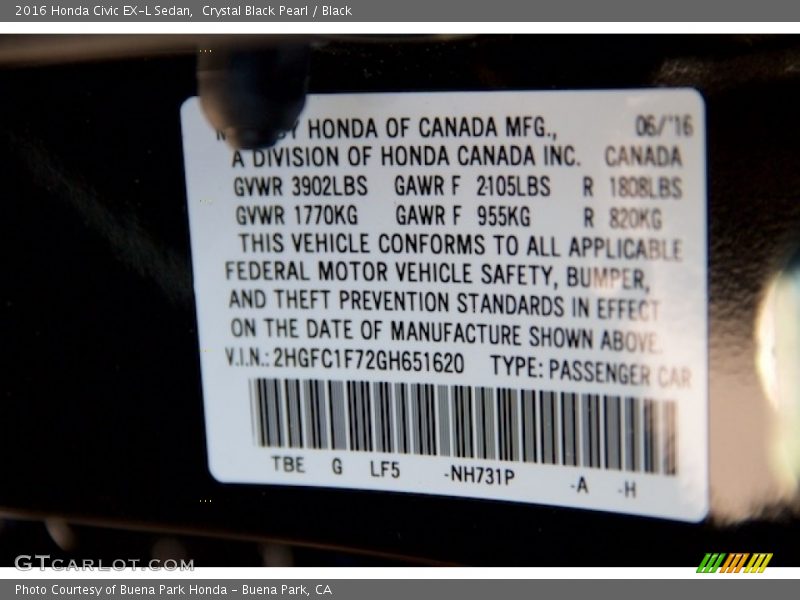 2016 Honda Civic EX-L Sedan,  Crystal Black Pearl / Black
HONDA OF CANADA MFG., 06/'16
A DIVISION OF HONDA CANADA INC. CANADA
GVWR 3902LBS GAWR F 2105LBS R 1808LBS
GVWR 1770KG GAWR F 955KG R 820KG
THIS VEHICLE CONFORMS TO ALL APPLICABLE
FEDERAL MOTOR VEHICLE SAFETY, BUMPER,
AND THEFT PREVENTION STANDARDS IN EFFECT
ON THE DATE OF MANUFACTURE SHOWN ABOVE.
V.I.N.: 2HGFC1F72GH651620 TYPE: PASSENGER CAR
TBE G LF5 -NH731P -A -H
GTCARLOT.COM
Photo Courtesy of Buena Park Honda - Buena Park, CA